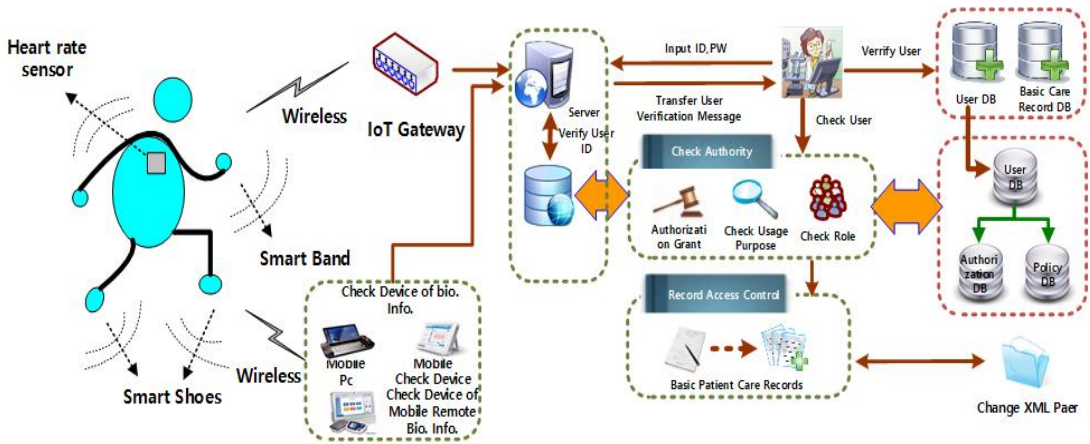 Heart rate
sensor
Wireless
IoT Gateway
Smart Band
Smart Shoes
Wireless
Check Device of bio.
Info.
Mobile
Pc
Mobile
Check Device
Check Device of
Mobile Remote
Bio. Info.
Server
Verify User
ID
Input ID,PW
Transfer User
Verification Message
Verrify User
Check User
User DB
Basic Care
Record DB
Check Authority
Authorizati
on Grant
Check Usage
Purpose
Check Role
User
DB
Author
ization
DB
Policy
DB
Record Access Control
Basic Patient Care Records
Change XML Paer